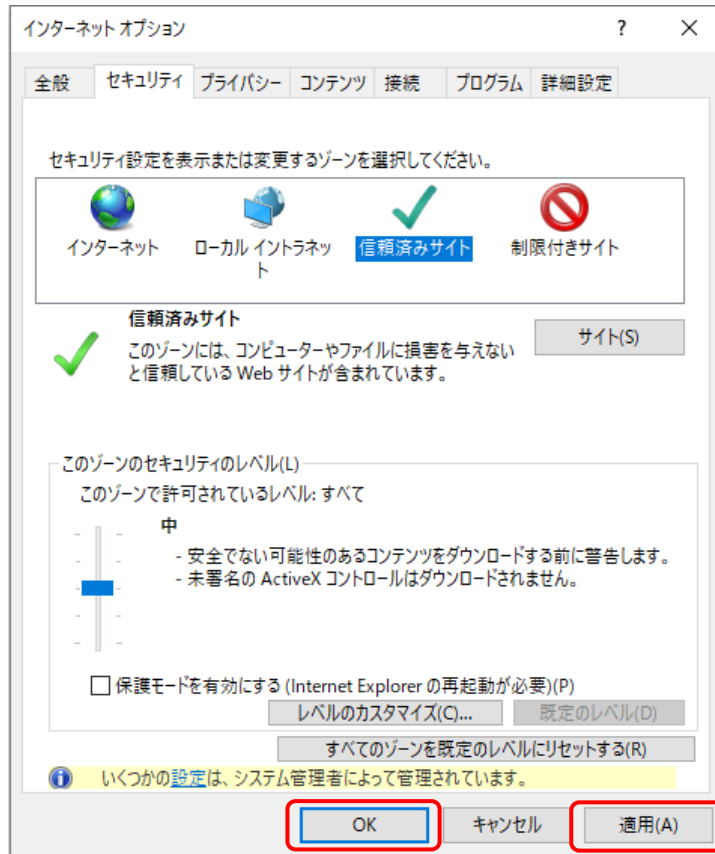 インターネット オプション
?
全般 セキュリティ プライバシー コンテンツ 接続 プログラム 詳細設定
セキュリティ設定を表示または変更するゾーンを選択してください。
インターネット ローカル イントラネッ 信頼済みサイト 制限付きサイト
ト
信頼済みサイト
サイト(S)
このゾーンには、コンピューターやファイルに損害を与えない
と信頼している Web サイトが含まれています。
このゾーンのセキュリティのレベル(L)
このゾーンで許可されているレベル: すべて
中
- 安全でない可能性のあるコンテンツをダウンロードする前に警告します。
- 未署名の ActiveX コントロールはダウンロードされません。
保護モードを有効にする (Internet Explorer の再起動が必要)(P)
レベルのカスタマイズ(C)... 既定のレベル(D)
すべてのゾーンを既定のレベルにリセットする(R)
いくつかの設定は、システム管理者によって管理されています。
OK キャンセル 適用(A)